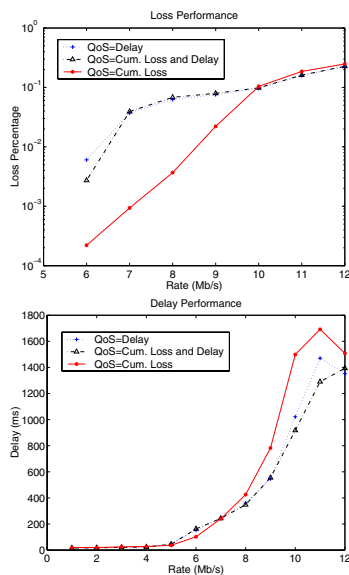 Loss Performance
10^0
QoS=Delay
QoS=Cum. Loss and Delay
QoS=Cum. Loss
10^-1
10^-2
10^-3
10^-4
Loss Percentage
5 6 7 8 9 10 11 12
Rate (Mb/s)
Delay Performance
1800
1600
1400
1200
1000
800
600
400
200
0
QoS=Delay
QoS=Cum. Loss and Delay
QoS=Cum. Loss
Delay (ms)
0 2 4 6 8 10 12
Rate (Mb/s)